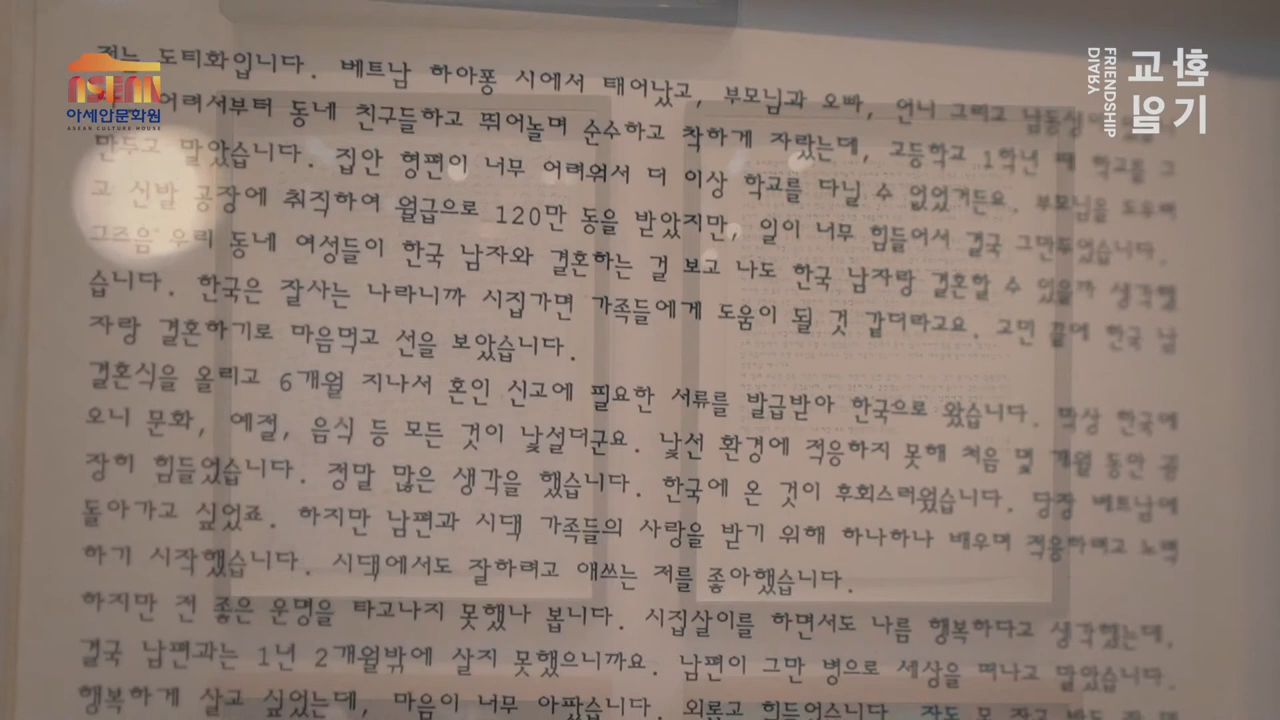 저는 도티화입니다. 베트남 하이퐁 시에서 태어났고, 부모님과 오빠, 언니 그리고 남동생이
어려서부터 동네 친구들하고 뛰어놀며 순수하고 착하게 자랐는데, 고등학교 1학년 때 학교를 그
만두고 말았습니다. 집안 형편이 너무 어려워서 더 이상 학교를 다닐 수 없었거든요. 부모님을 도우려
고 신발 공장에 취직하여 월급으로 120만 동을 받았지만, 일이 너무 힘들어서 결국 그만두었습니다.
그즈음 우리 동네 여성들이 한국 남자와 결혼하는 걸 보고 나도 한국 남자랑 결혼할 수 있을까 생각했
습니다. 한국은 잘사는 나라니까 시집가면 가족들에게 도움이 될 것 같더라고요. 고민 끝에 한국 남
자랑 결혼하기로 마음먹고 선을 보았습니다.
결혼식을 올리고 6개월 지나서 혼인 신고에 필요한 서류를 발급받아 한국으로 왔습니다. 막상 한국에
오니 문화, 예절, 음식 등 모든 것이 낯설더군요. 낯선 환경에 적응하지 못해 처음 몇 개월 동안 굉
장히 힘들었습니다. 정말 많은 생각을 했습니다. 한국에 온 것이 후회스러웠습니다. 당장 베트남에
돌아가고 싶었죠. 하지만 남편과 시댁 가족들의 사랑을 받기 위해 하나하나 배우며 적응하려고 노력
하기 시작했습니다. 시댁에서도 잘하려고 애쓰는 저를 좋아했습니다.
하지만 전 좋은 운명을 타고나지 못했나 봅니다. 시집살이를 하면서도 나름 행복하다고 생각했는데,
결국 남편과는 1년 2개월밖에 살지 못했으니까요. 남편이 그만 병으로 세상을 떠나고 말았습니다.
행복하게 살고 싶었는데, 마음이 너무 아팠습니다. 외롭고 힘들었습니다. 잠도 못 자고
ASEAN
아세안문화원
ASEAN CULTURE HOUSE
교환
일기
FRIENDSHIP
DIARY